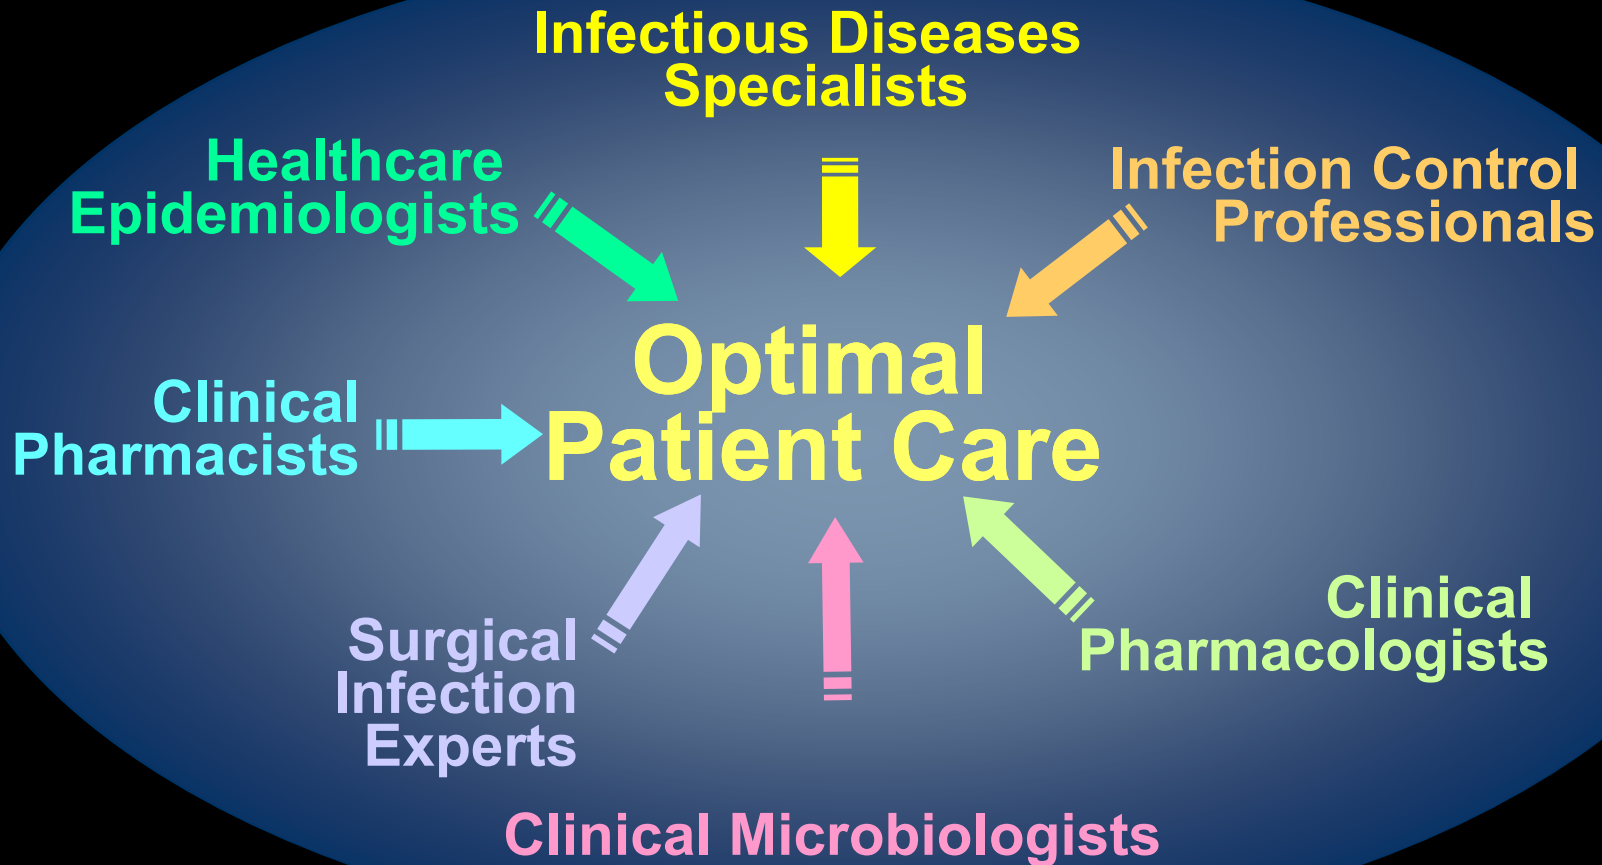 Infectious Diseases
Specialists
Healthcare
Epidemiologists
Infection Control
Professionals
Optimal
Patient Care
Clinical
Pharmacists
Clinical
Pharmacologists
Surgical
Infection
Experts
Clinical Microbiologists